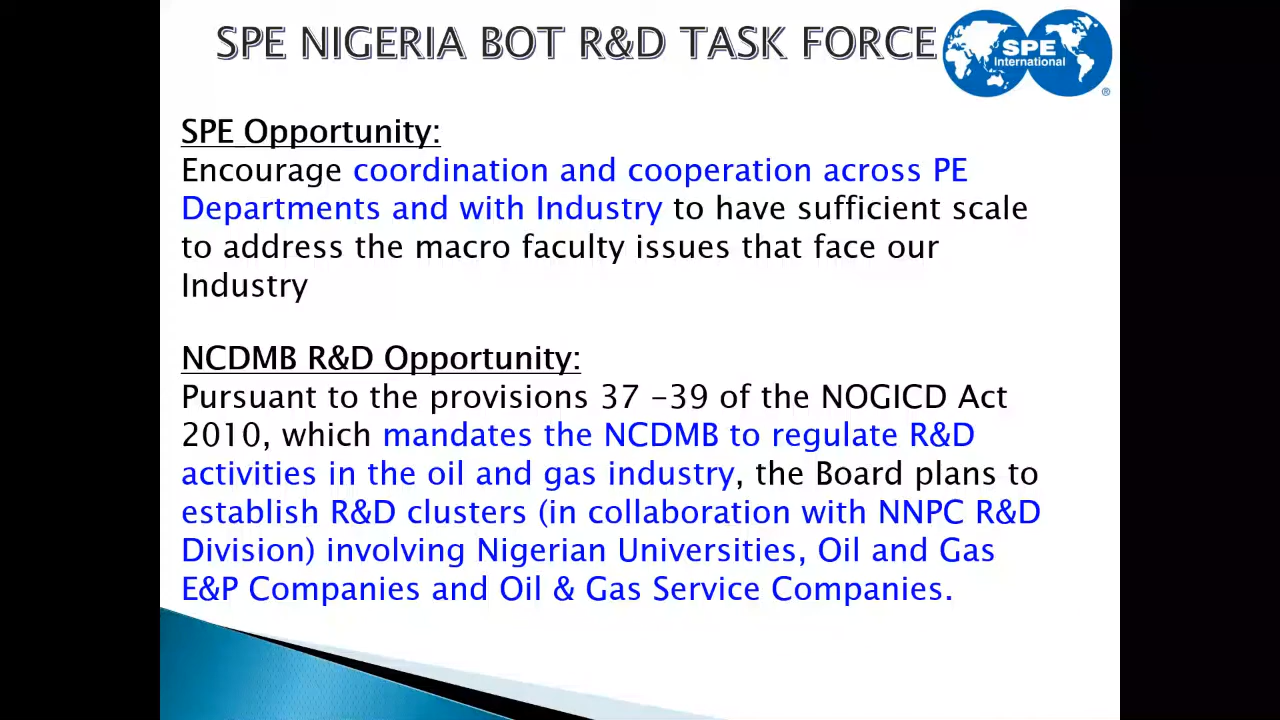 SPE NIGERIA BOT R&D TASK FORCE
SPE
International
®
SPE Opportunity:
Encourage coordination and cooperation across PE
Departments and with Industry to have sufficient scale
to address the macro faculty issues that face our
Industry
NCDMB R&D Opportunity:
Pursuant to the provisions 37 -39 of the NOGICD Act
2010, which mandates the NCDMB to regulate R&D
activities in the oil and gas industry, the Board plans to
establish R&D clusters (in collaboration with NNPC R&D
Division) involving Nigerian Universities, Oil and Gas
E&P Companies and Oil & Gas Service Companies.